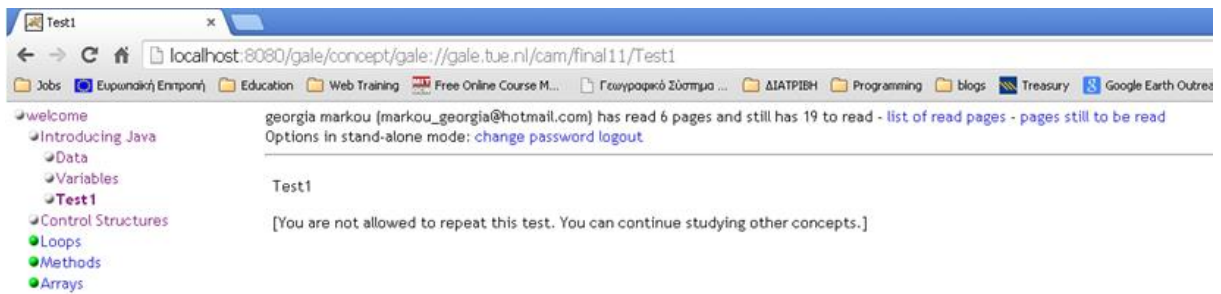 Test1
localhost:8080/gale/concept/gale://gale.tue.nl/cam/final11/Test1
Jobs Ευρωπαϊκή Επιτροπή Education Web Training Free Online Course M... Γεωγραφικό Σύστημα ... ΔΙΑΤΡΙΒΗ Programming blogs Treasury Google Earth Outrea
welcome
Introducing Java
Data
Variables
Test1
Control Structures
Loops
Methods
Arrays
georgia markou (markou_georgia@hotmail.com) has read 6 pages and still has 19 to read - list of read pages - pages still to be read
Options in stand-alone mode: change password logout
Test1
[You are not allowed to repeat this test. You can continue studying other concepts.]